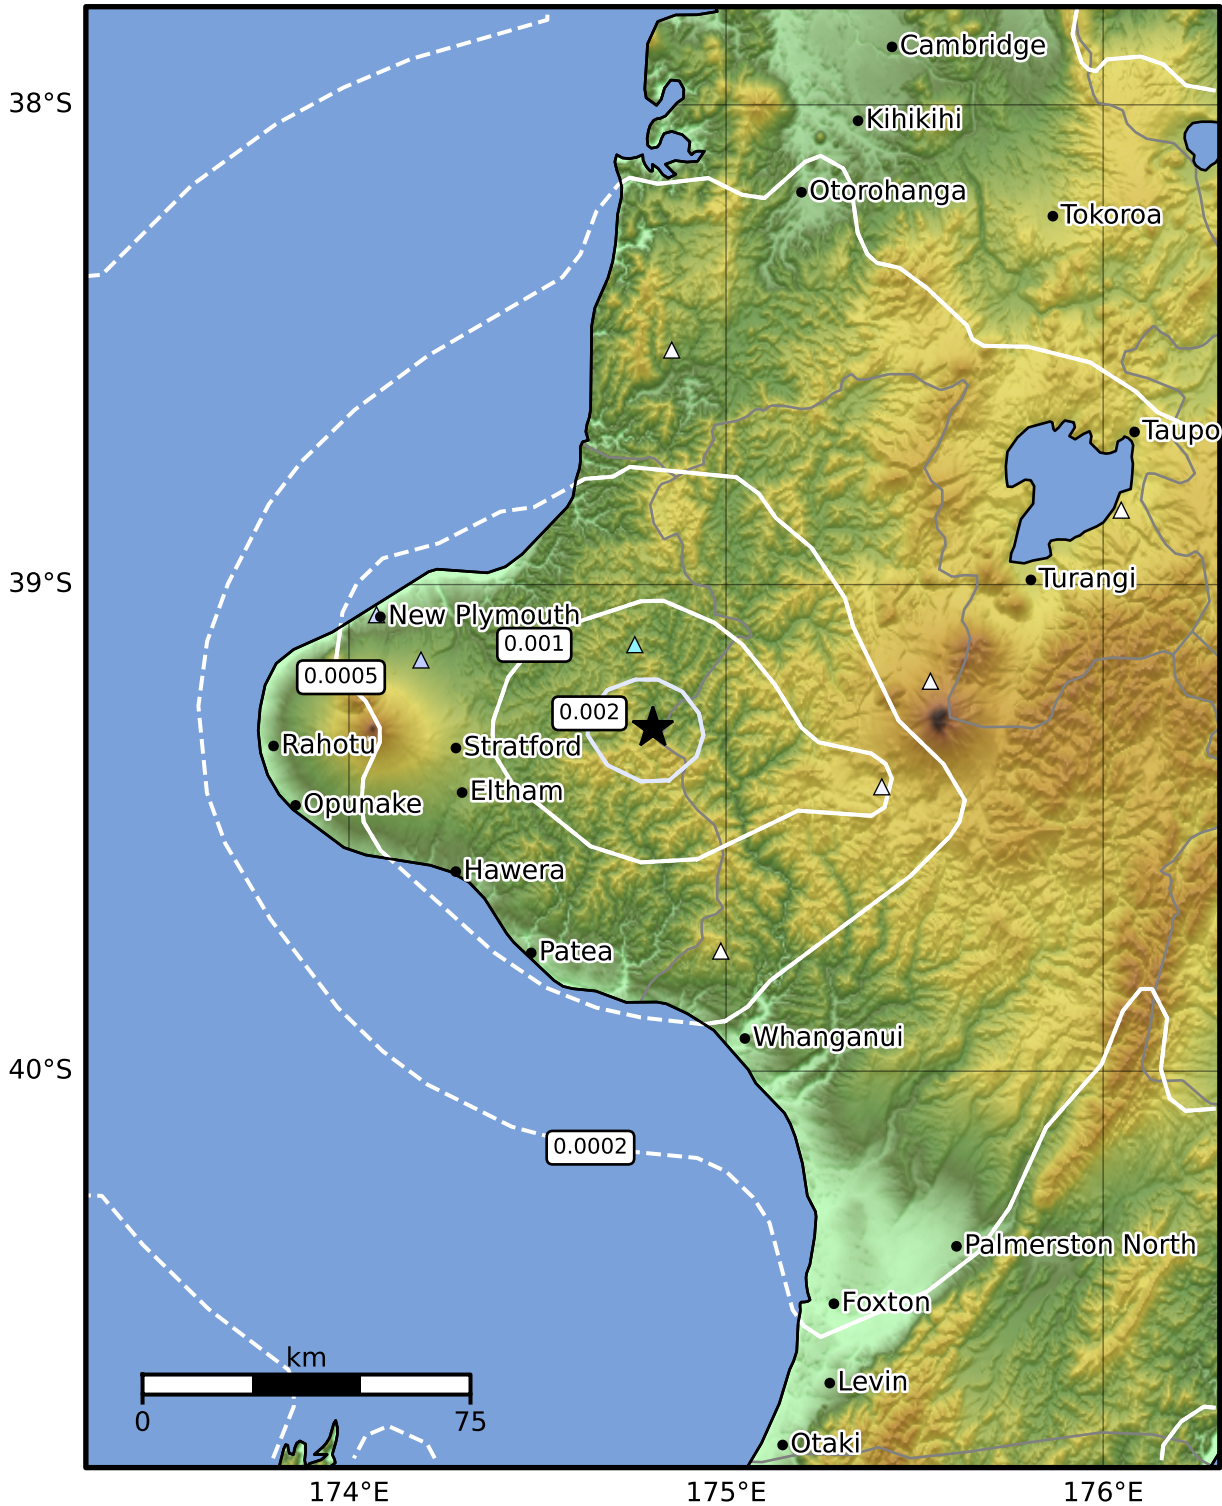 Cambridge
38°S
Kihikihi
Otorohanga
Tokoroa
Taupo
39°S
Turangi
New Plymouth
0.001
0.0005
0.002
Rahotu
Stratford
Eltham
Opunake
Hawera
Patea
Whanganui
40°S
0.0002
Palmerston North
Foxton
km
Levin
0
75
Otaki
174°E
175°E
176°E